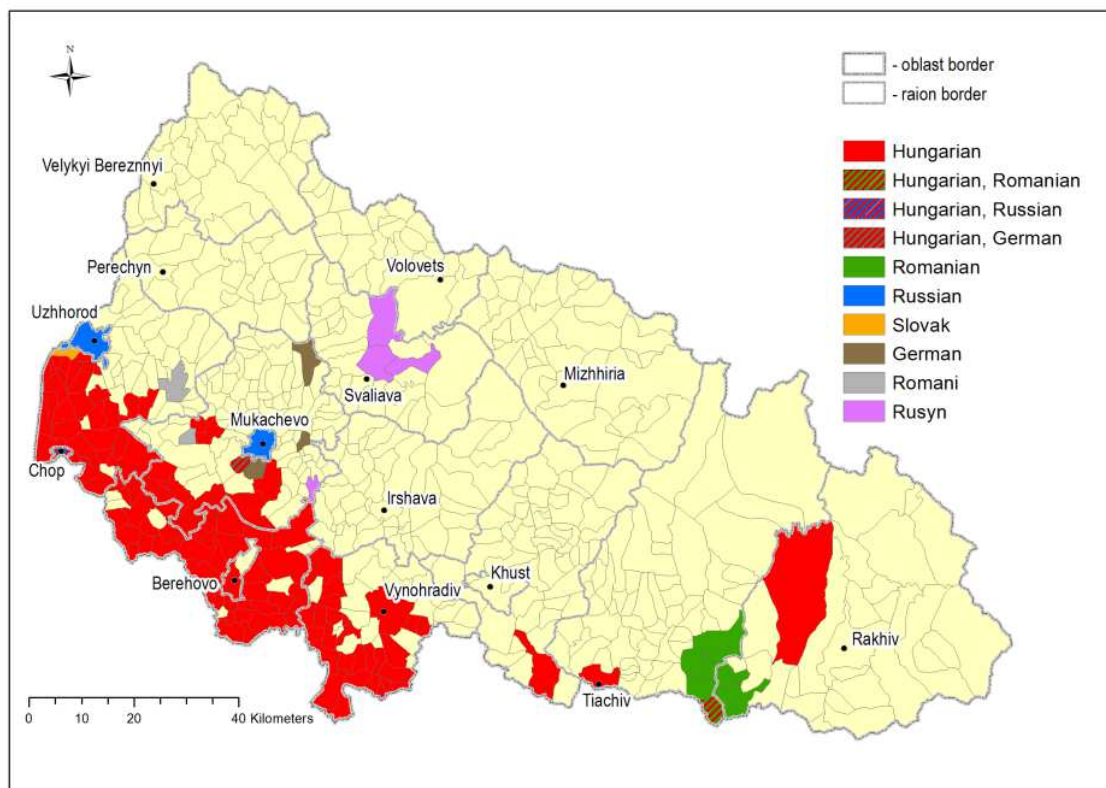 N
- oblast border
- raion border
Hungarian
Hungarian, Romanian
Hungarian, Russian
Hungarian, German
Romanian
Russian
Slovak
German
Romani
Rusyn
Velykyi Bereznnyi
Perechyn
Volovets
Uzhhorod
Mizhhiria
Svaliava
Mukachevo
Chop
Irshava
Berehovo
Vynohradiv
Khust
Rakhiv
Tiachiv
0 10 20 40 Kilometers